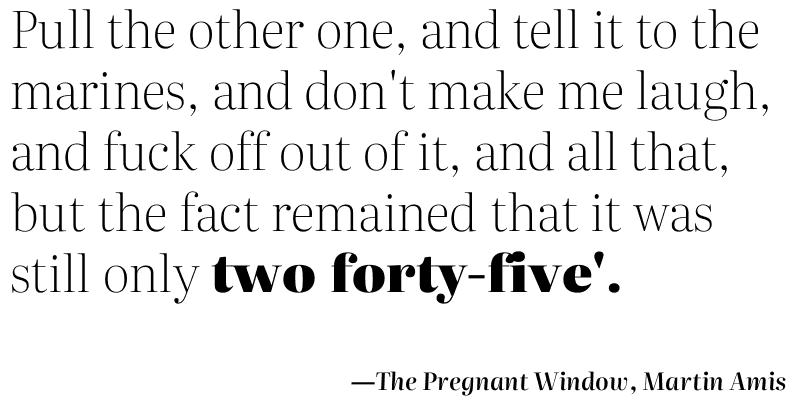 Pull the other one, and tell it to the
marines, and don't make me laugh,
and fuck off out of it, and all that,
but the fact remained that it was
still only two forty-five'.
—The Pregnant Window, Martin Amis